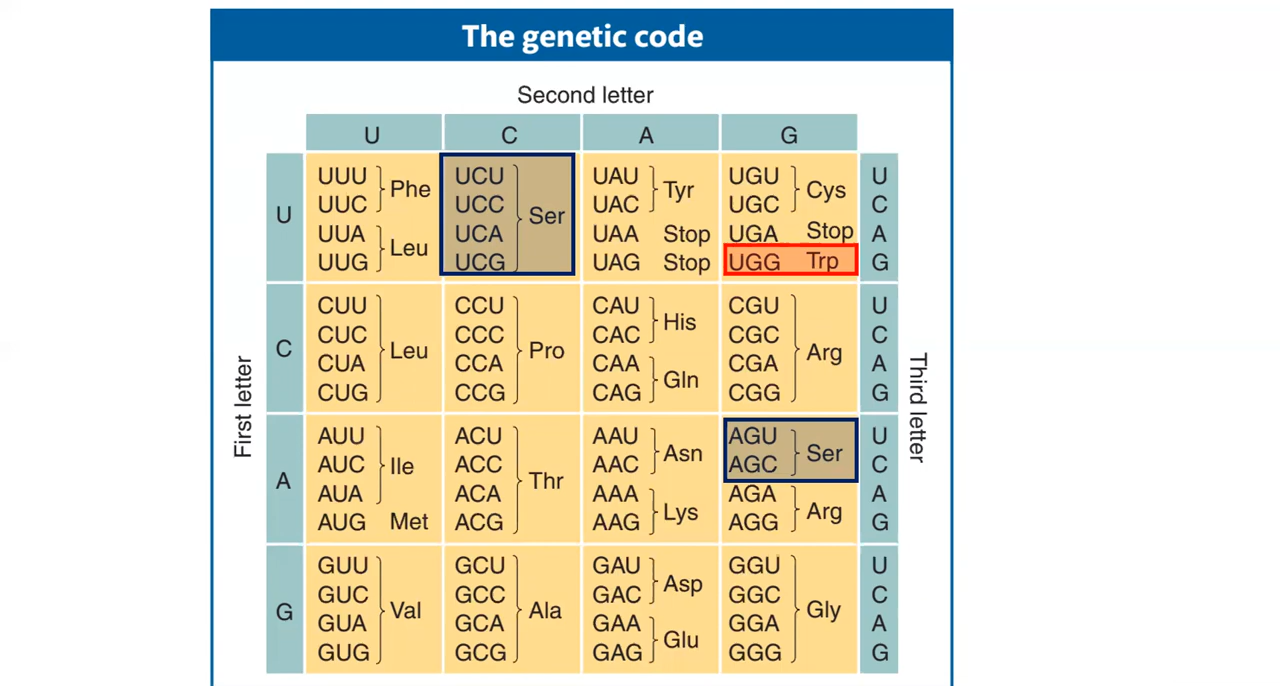 The genetic code
Second letter
U C A G
First letter
Third letter
U
UUU UUC Phe
UUA UUG Leu
UCU UCC UCA UCG Ser
UAU UAC Tyr
UAA Stop
UAG Stop
UGU UGC Cys
UGA Stop
UGG Trp
U C A G
C
CUU CUC CUA CUG Leu
CCU CCC CCA CCG Pro
CAU CAC His
CAA CAG Gln
CGU CGC CGA CGG Arg
U C A G
A
AUU AUC AUA Ile
AUG Met
ACU ACC ACA ACG Thr
AAU AAC Asn
AAA AAG Lys
AGU AGC Ser
AGA AGG Arg
U C A G
G
GUU GUC GUA GUG Val
GCU GCC GCA GCG Ala
GAU GAC Asp
GAA GAG Glu
GGU GGC GGA GGG Gly
U C A G